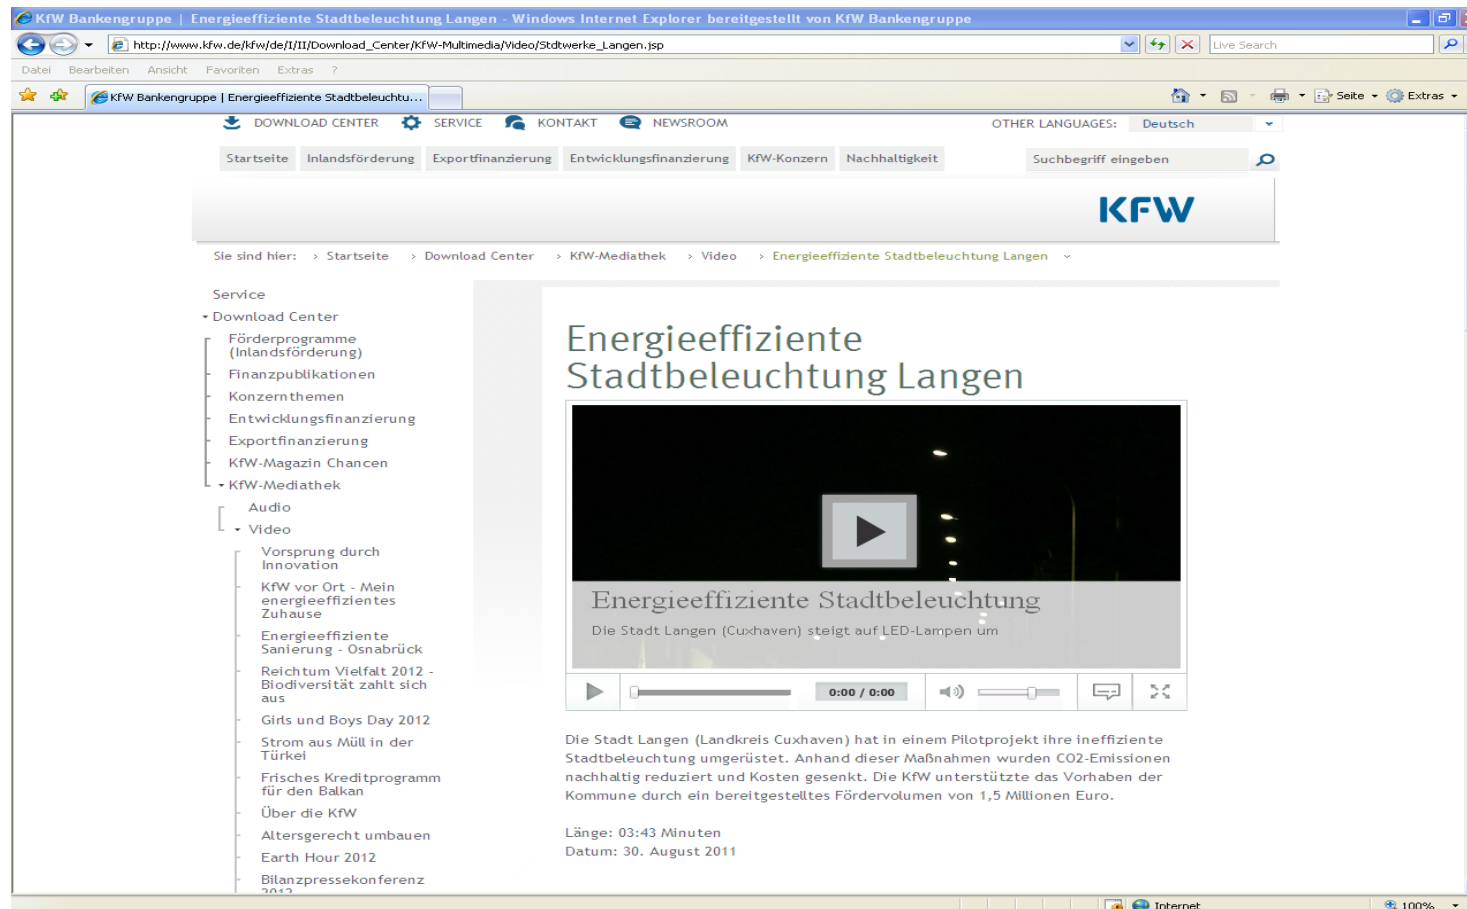 KfW Bankengruppe | Energieeffiziente Stadtbeleuchtung Langen - Windows Internet Explorer bereitgestellt von KfW Bankengruppe
http://www.kfw.de/kfw/de/I/II/Download_Center/KfW-Multimedia/Video/Stdtwerke_Langen.jsp
Live Search
Datei Bearbeiten Ansicht Favoriten Extras ?
KfW Bankengruppe | Energieeffiziente Stadtbeleuchtu...
Seite Extras
DOWNLOAD CENTER SERVICE KONTAKT NEWSROOM OTHER LANGUAGES: Deutsch
Startseite Inlandsförderung Exportfinanzierung Entwicklungsfinanzierung KfW-Konzern Nachhaltigkeit Suchbegriff eingeben
KFW
Sie sind hier: > Startseite > Download Center > KfW-Mediathek > Video > Energieeffiziente Stadtbeleuchtung Langen
Service
Download Center
Förderprogramme
(Inlandsförderung)
Finanzpublikationen
Konzernthemen
Entwicklungsfinanzierung
Exportfinanzierung
KfW-Magazin Chancen
KfW-Mediathek
Audio
Video
Vorsprung durch
Innovation
KfW vor Ort - Mein
energieeffizientes
Zuhause
Energieeffiziente
Sanierung - Osnabrück
Reichtum Vielfalt 2012 -
Biodiversität zahlt sich
aus
Girls und Boys Day 2012
Strom aus Müll in der
Türkei
Frisches Kreditprogramm
für den Balkan
Über die KfW
Altersgerecht umbauen
Earth Hour 2012
Bilanzpressekonferenz
2012
Energieeffiziente
Stadtbeleuchtung Langen
Energieeffiziente Stadtbeleuchtung
Die Stadt Langen (Cuxhaven) steigt auf LED-Lampen um
0:00 / 0:00
Die Stadt Langen (Landkreis Cuxhaven) hat in einem Pilotprojekt ihre ineffiziente
Stadtbeleuchtung umgerüstet. Anhand dieser Maßnahmen wurden CO2-Emissionen
nachhaltig reduziert und Kosten gesenkt. Die KfW unterstützte das Vorhaben der
Kommune durch ein bereitgestelltes Fördervolumen von 1,5 Millionen Euro.
Länge: 03:43 Minuten
Datum: 30. August 2011
Internet 100%